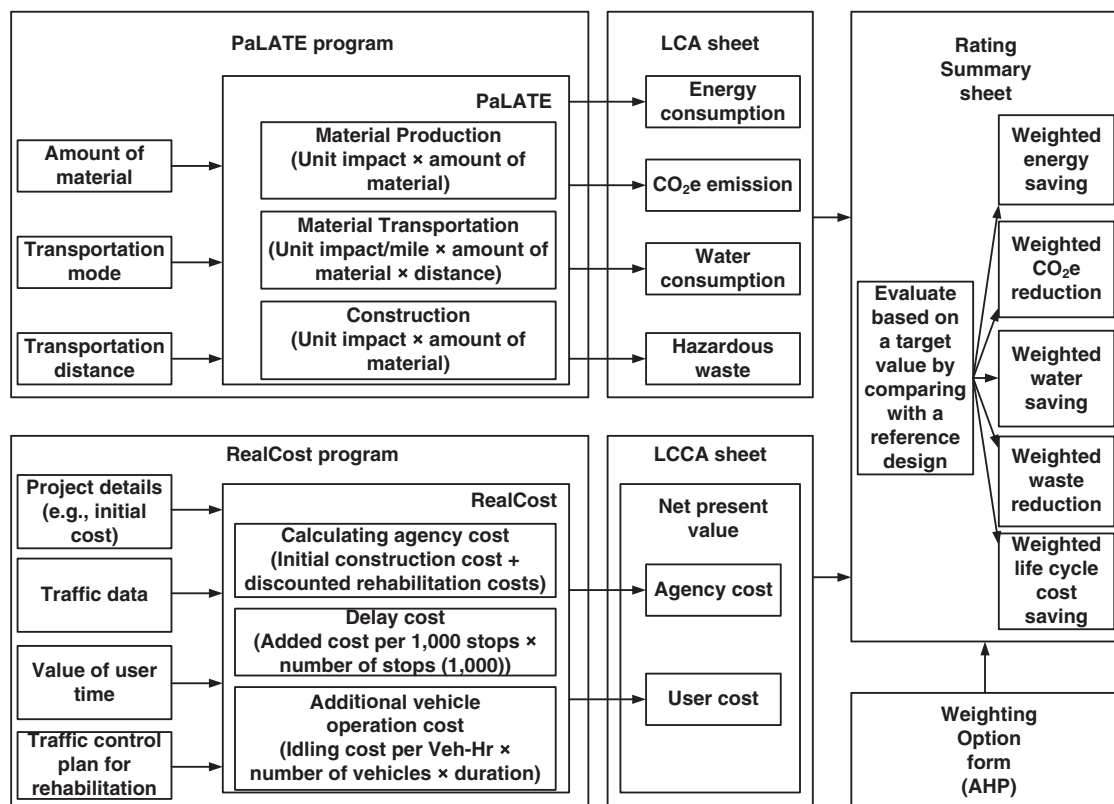 PaLATE program
PaLATE
Amount of
material
Transportation
mode
Transportation
distance
Material Production
(Unit impact × amount of
material)
Material Transportation
(Unit impact/mile × amount of
material × distance)
Construction
(Unit impact × amount of
material)
LCA sheet
Energy
consumption
CO₂e emission
Water
consumption
Hazardous
waste
RealCost program
RealCost
Project details
(e.g., initial
cost)
Traffic data
Value of user
time
Traffic control
plan for
rehabilitation
Calculating agency cost
(Initial construction cost +
discounted rehabilitation costs)
Delay cost
(Added cost per 1,000 stops ×
number of stops (1,000))
Additional vehicle
operation cost
(Idling cost per Veh-Hr ×
number of vehicles × duration)
LCCA sheet
Net present
value
Agency cost
User cost
Rating
Summary
sheet
Evaluate
based on
a target
value by
comparing
with a
reference
design
Weighted
energy
saving
Weighted
CO₂e
reduction
Weighted
water
saving
Weighted
waste
reduction
Weighted
life cycle
cost
saving
Weighting
Option
form
(AHP)